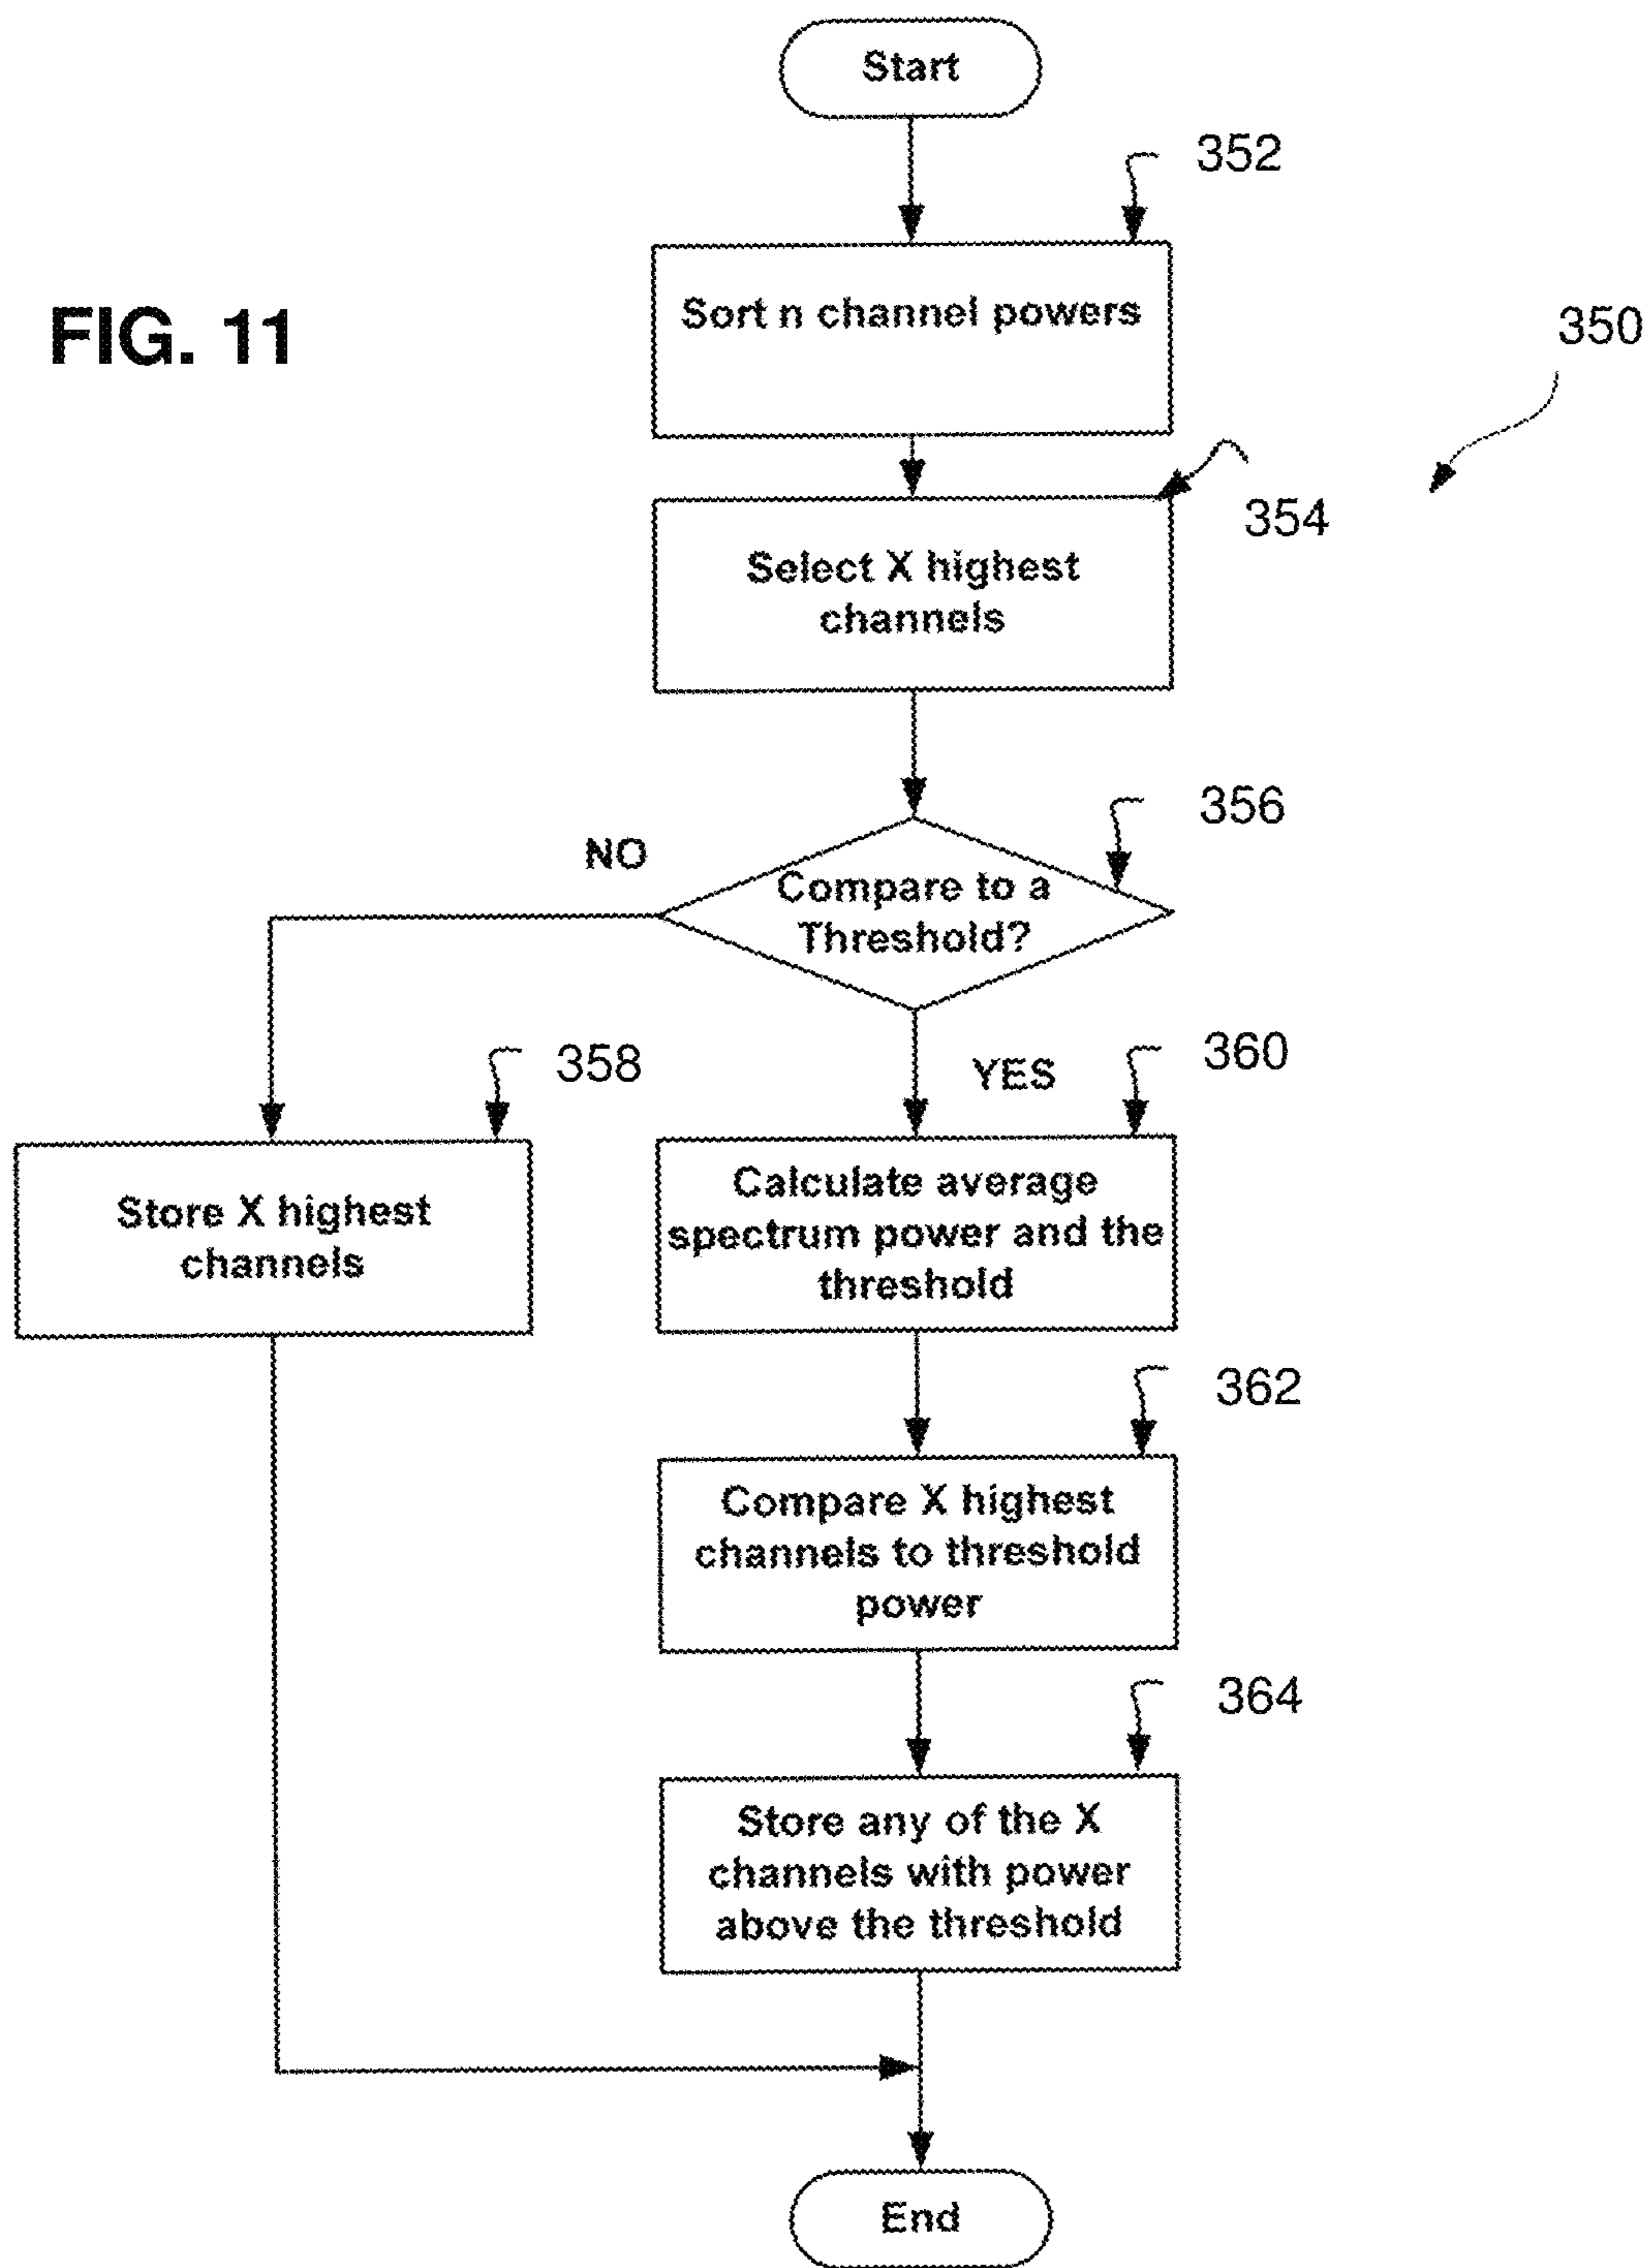 Start
352
FIG. 11
Sort n channel powers
350
354
Select X highest
channels
356
NO
Compare to a
Threshold?
358
YES
360
Store X highest
channels
Calculate average
spectrum power and the
threshold
362
Compare X highest
channels to threshold
power
364
Store any of the X
channels with power
above the threshold
End